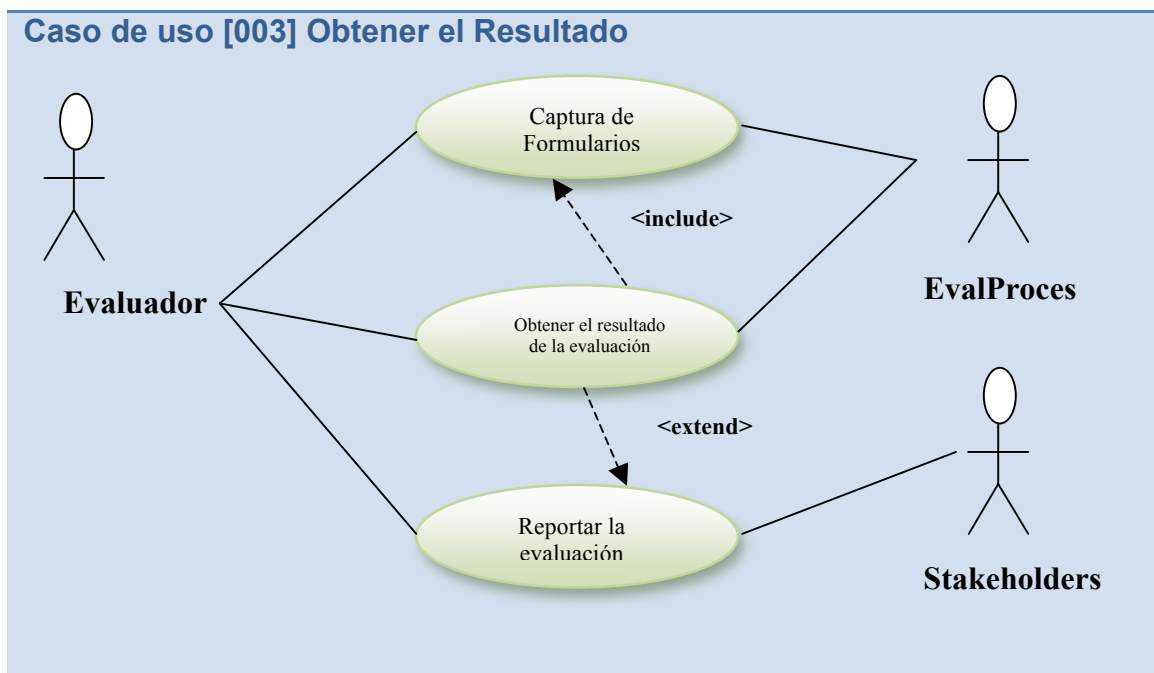 Caso de uso [003] Obtener el Resultado
Captura de
Formularios
<include>
Evaluador
EvalProces
Obtener el resultado
de la evaluación
<extend>
Reportar la
evaluación
Stakeholders